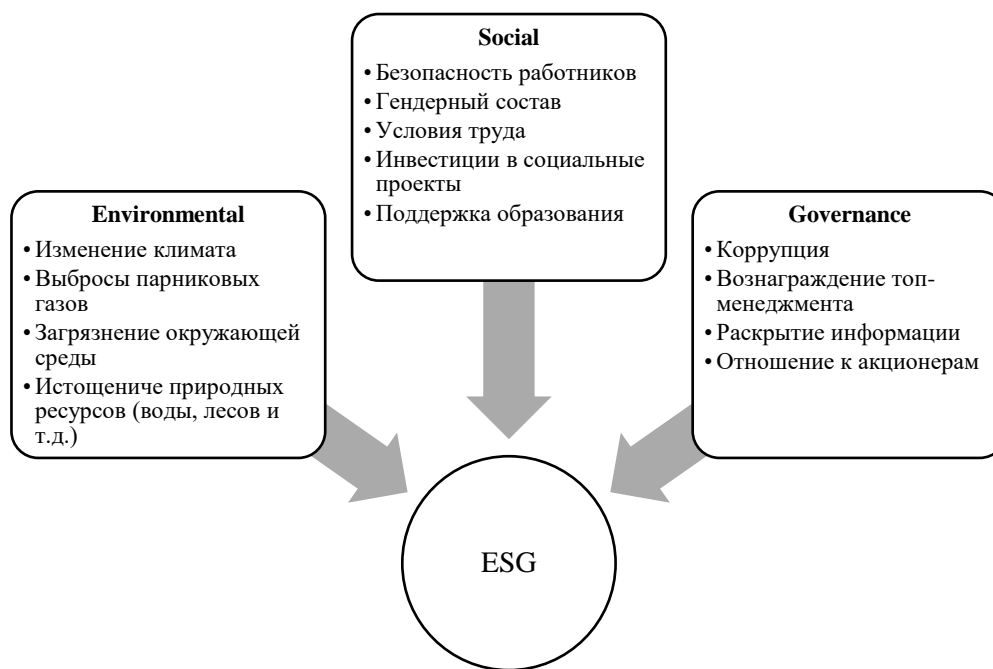 Social
• Безопасность работников
• Гендерный состав
• Условия труда
• Инвестиции в социальные
проекты
• Поддержка образования
Environmental
• Изменение климата
• Выбросы парниковых
газов
• Загрязнение окружающей
среды
• Истощениче природных
ресурсов (воды, лесов и
т.д.)
Governance
• Коррупция
• Вознаграждение топ-
менеджмента
• Раскрытие информации
• Отношение к акционерам
ESG